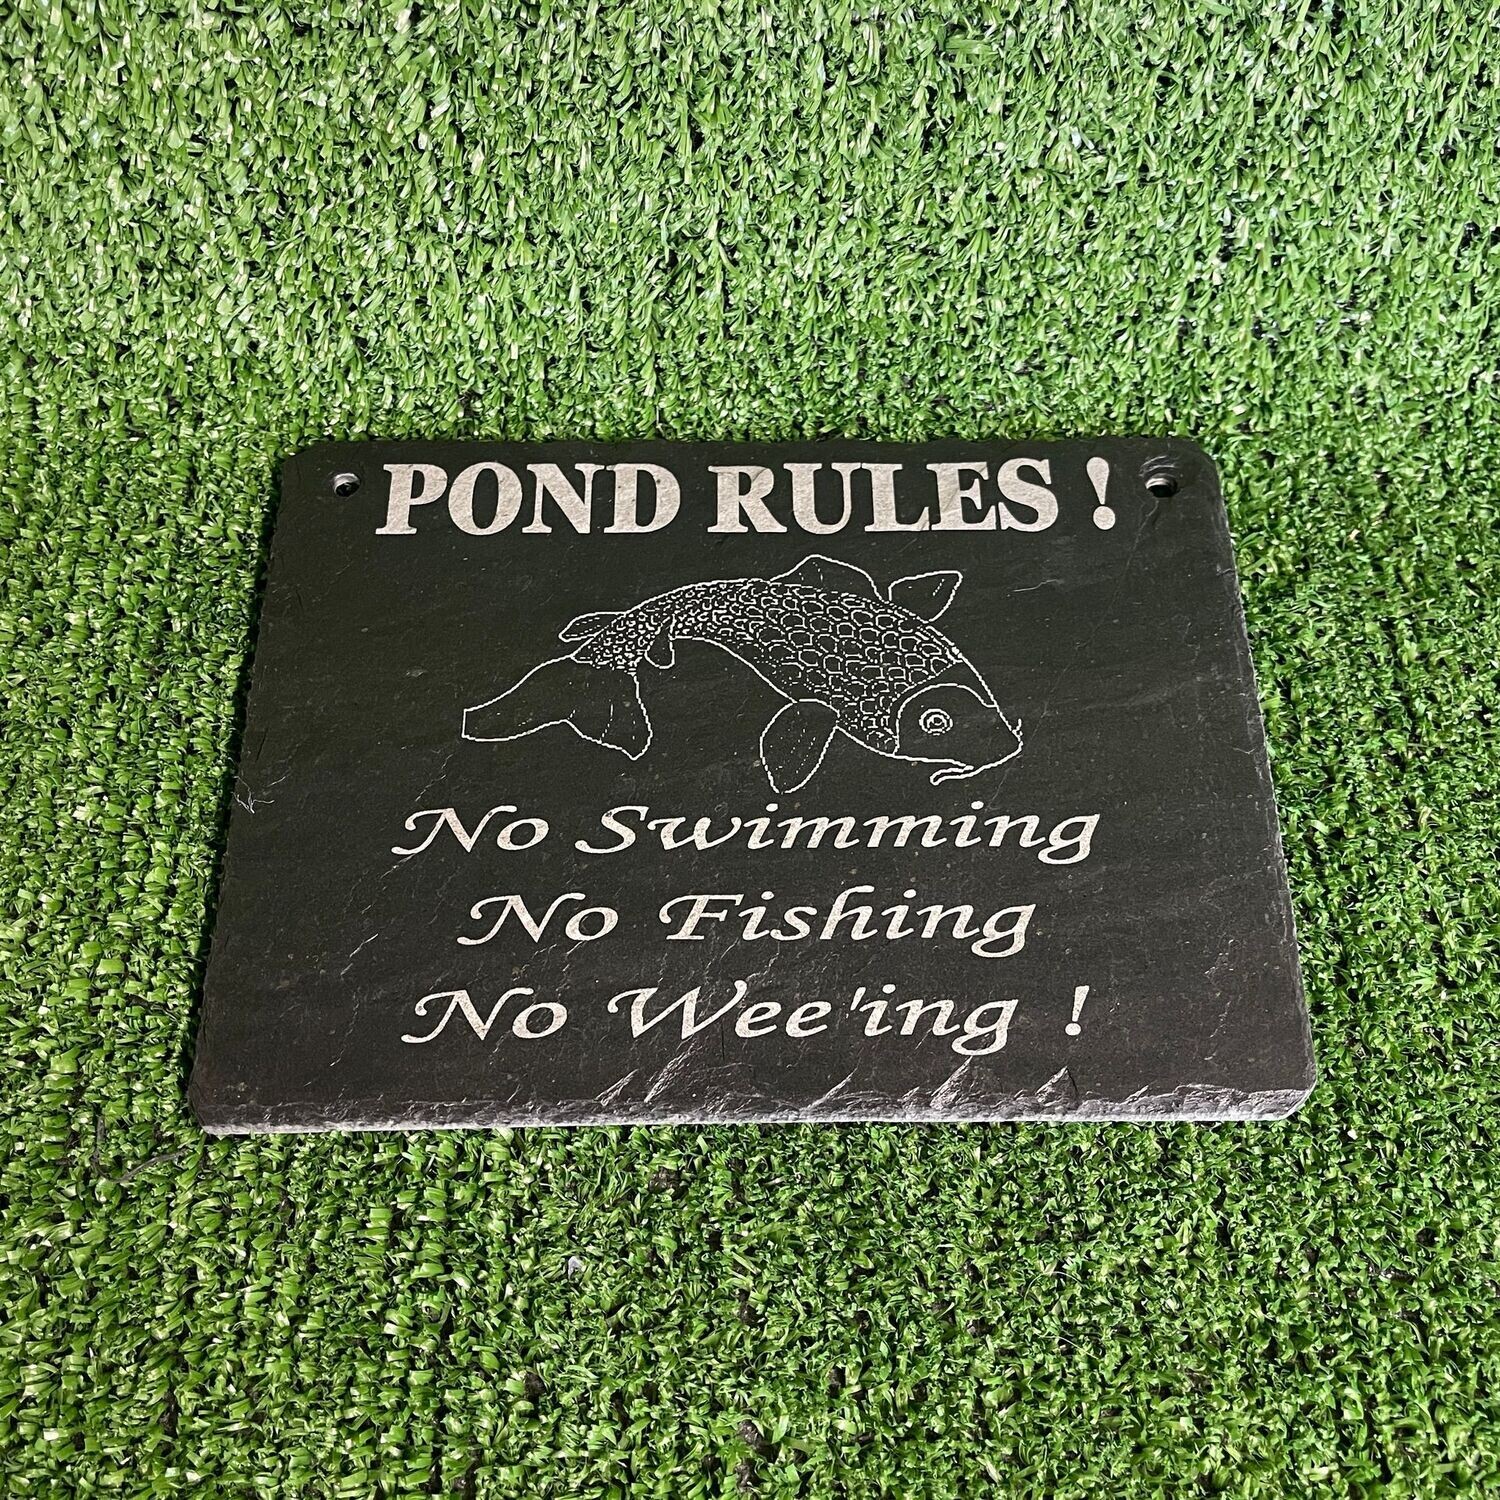 POND RULES !
No Swimming
No Fishing
No Wee'ing !